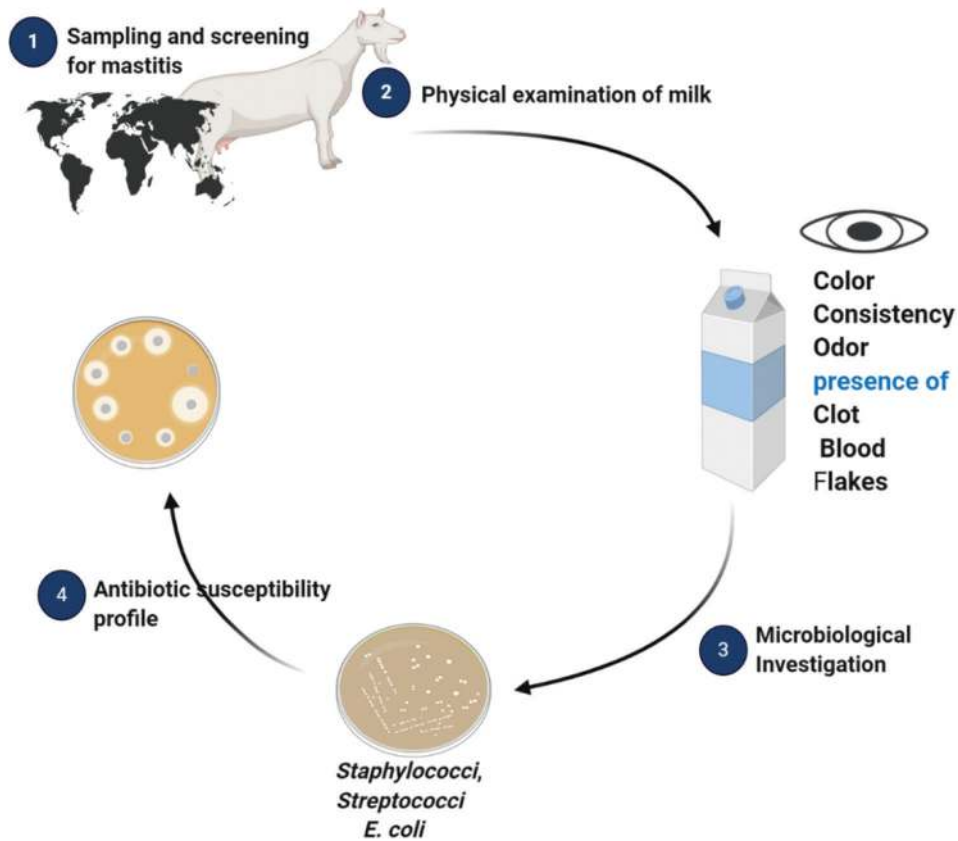 1
Sampling and screening
for mastitis
2
Physical examination of milk
Color
Consistency
Odor
presence of
Clot
Blood
Flakes
3
Microbiological
Investigation
Staphylococci,
Streptococci
E. coli
4
Antibiotic susceptibility
profile